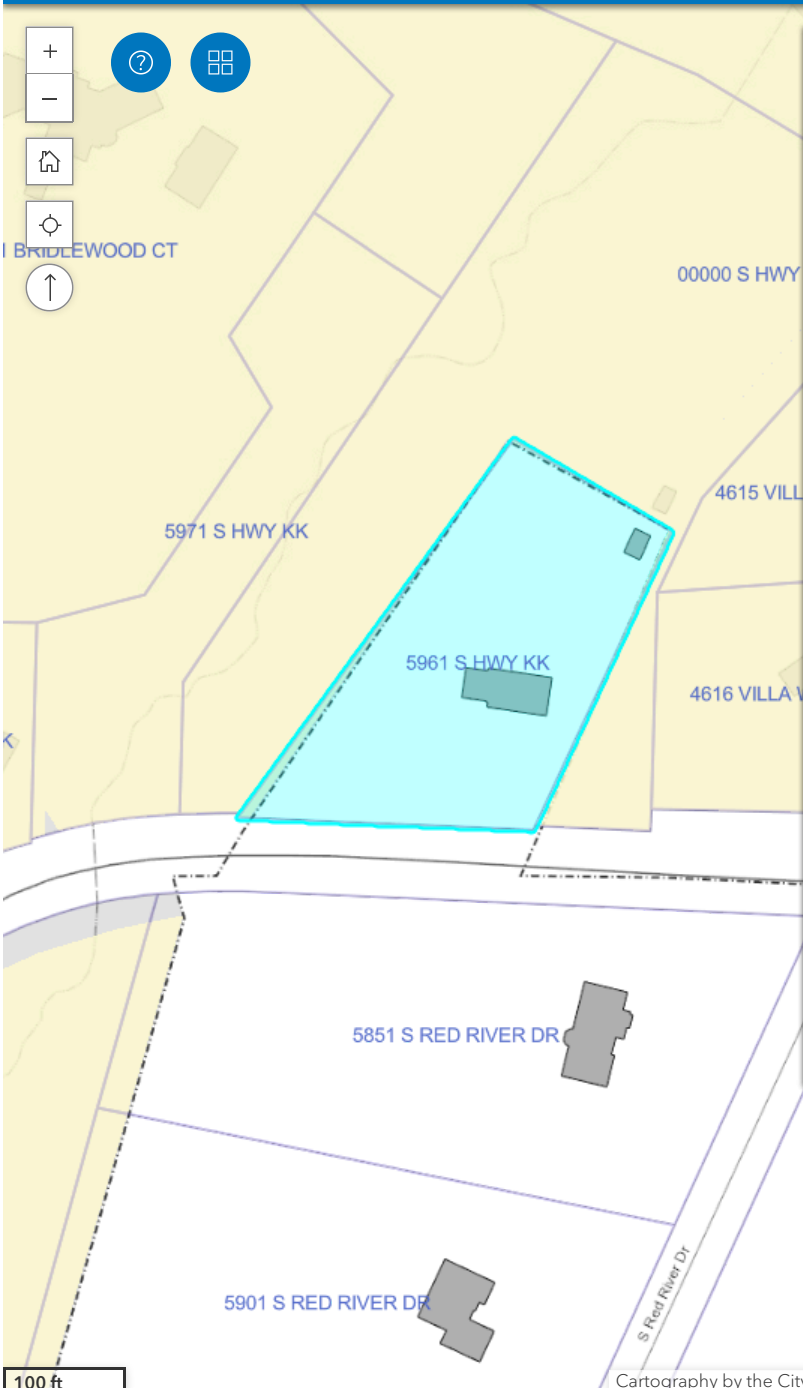 +
?
−
BRIDLEWOOD CT
00000 S HWY
4615 VILL
5971 S HWY KK
5961 S HWY KK
4616 VILLA
K
5851 S RED RIVER DR
5901 S RED RIVER DR
S Red River Dr
100 ft
Cartography by the City